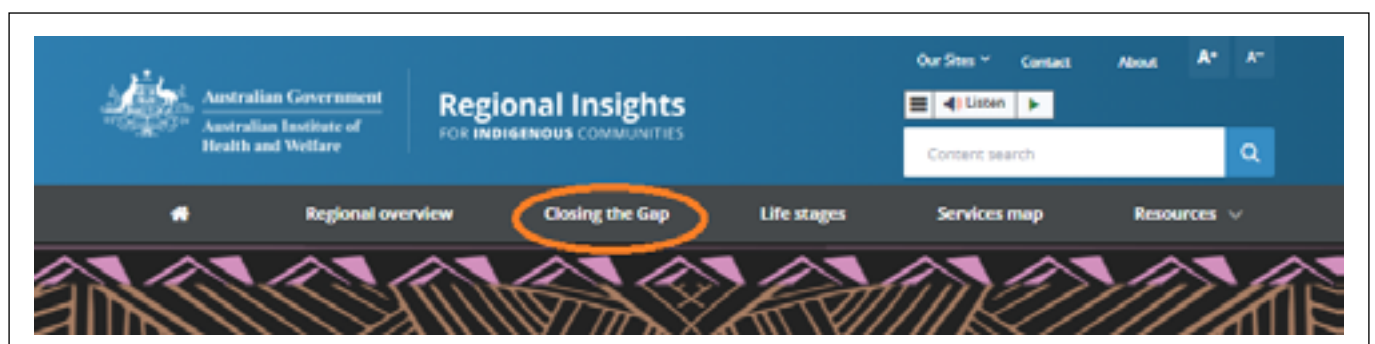 Our Sites Contact About A+ A-
Australian Government
Australian Institute of
Health and Welfare
Regional Insights
FOR INDIGENOUS COMMUNITIES
Listen
Content search
Regional overview Closing the Gap Life stages Services map Resources